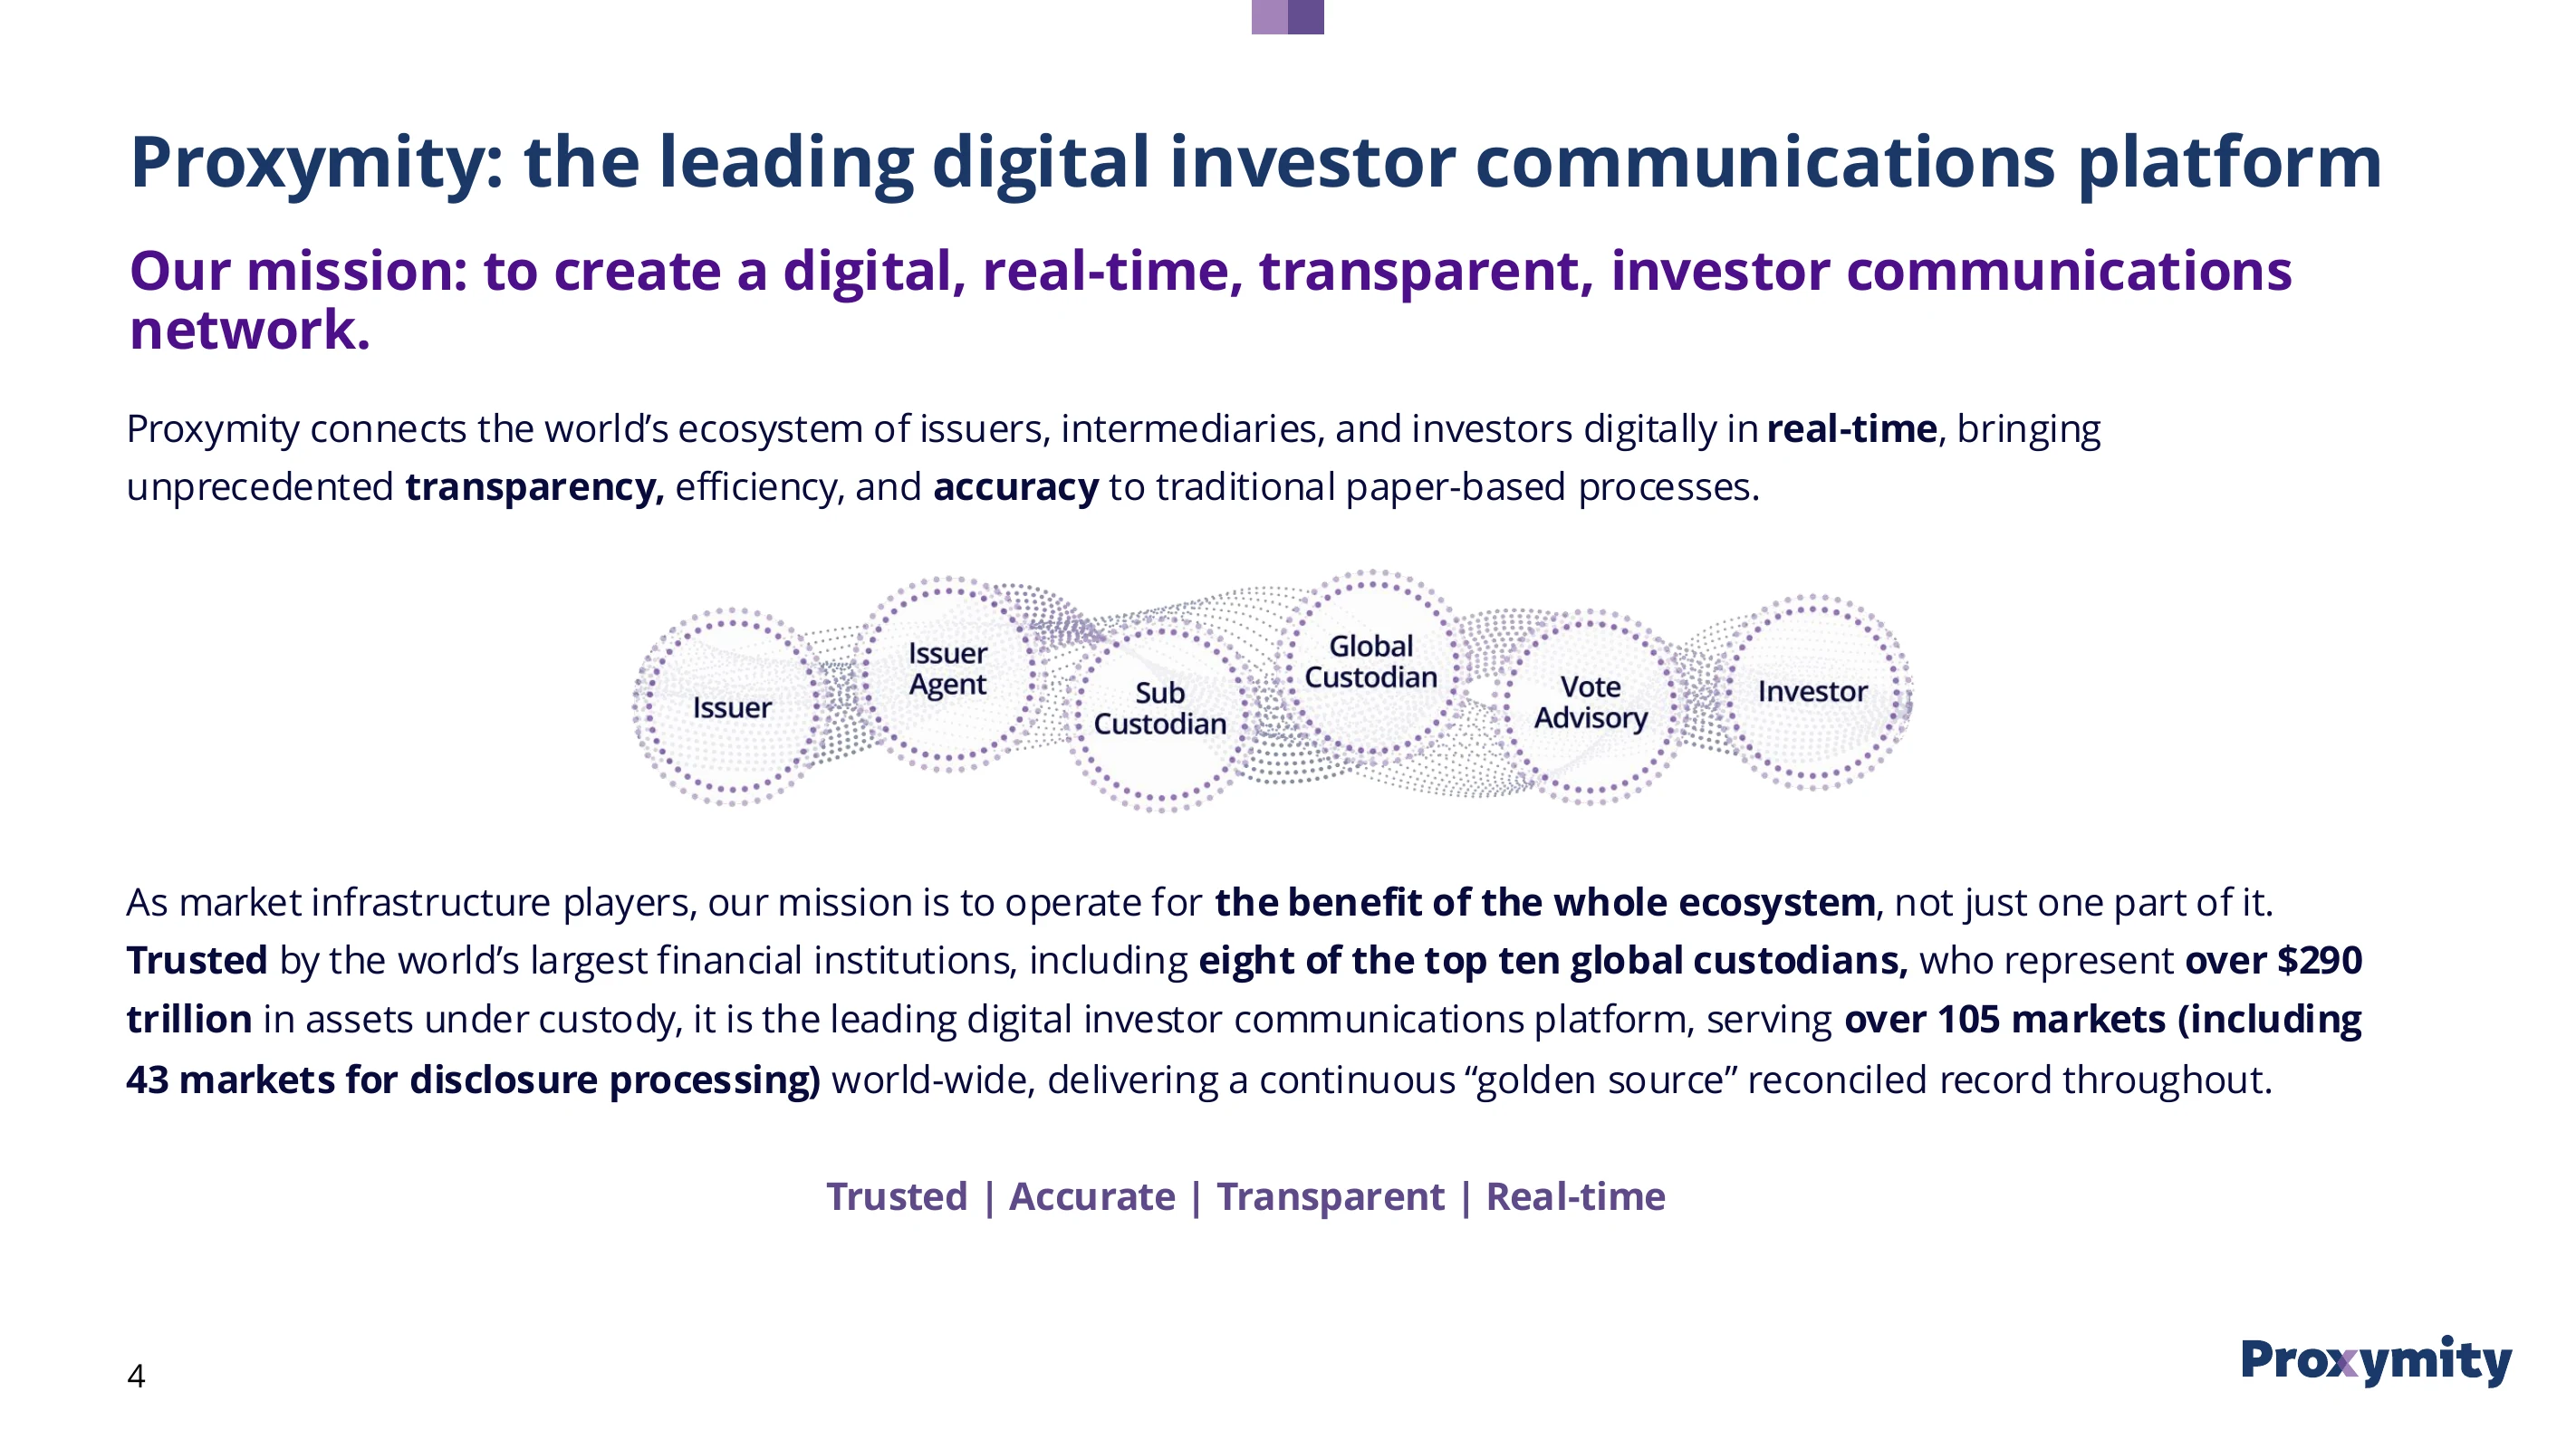 Proxymity: the leading digital investor communications platform
Our mission: to create a digital, real-time, transparent, investor communications
network.
Proxymity connects the world’s ecosystem of issuers, intermediaries, and investors digitally in real-time, bringing
unprecedented transparency, efficiency, and accuracy to traditional paper-based processes.
Issuer
Issuer
Agent
Sub
Custodian
Global
Custodian
Vote
Advisory
Investor
As market infrastructure players, our mission is to operate for the benefit of the whole ecosystem, not just one part of it.
Trusted by the world’s largest financial institutions, including eight of the top ten global custodians, who represent over $290
trillion in assets under custody, it is the leading digital investor communications platform, serving over 105 markets (including
43 markets for disclosure processing) world-wide, delivering a continuous “golden source” reconciled record throughout.
Trusted | Accurate | Transparent | Real-time
4
Proxymity